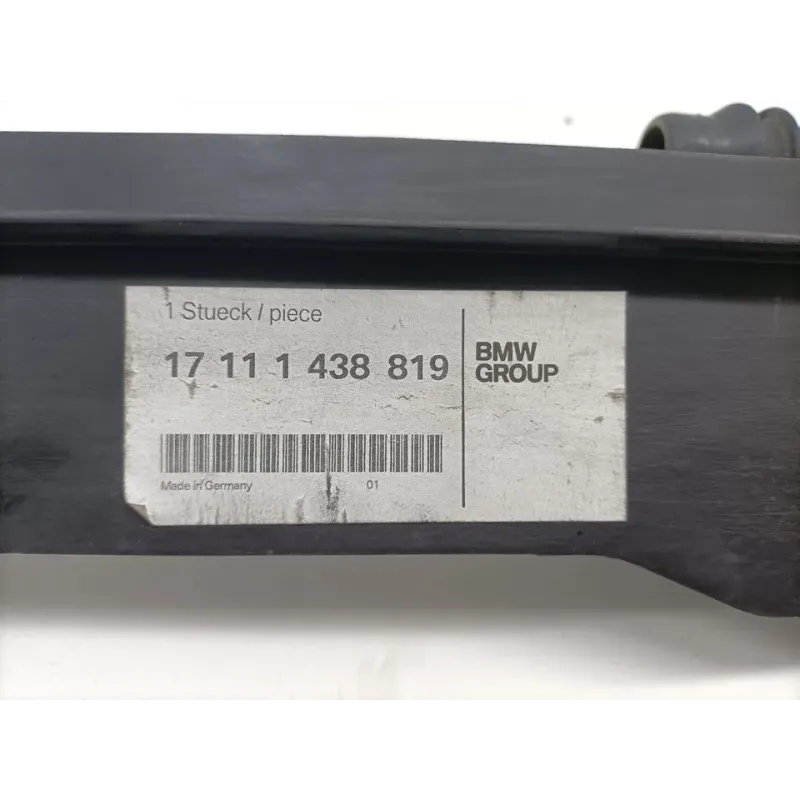 1 Stueck / piece
17 11 1 438 819
BMW
GROUP
Made in Germany
01